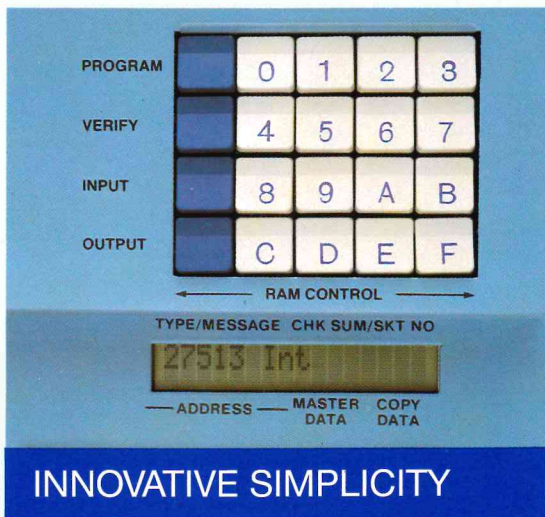 PROGRAM 0 1 2 3
VERIFY 4 5 6 7
INPUT 8 9 A B
OUTPUT C D E F
RAM CONTROL
TYPE/MESSAGE CHK SUM/SKT NO
27513 Int
ADDRESS MASTER DATA COPY DATA
INNOVATIVE SIMPLICITY